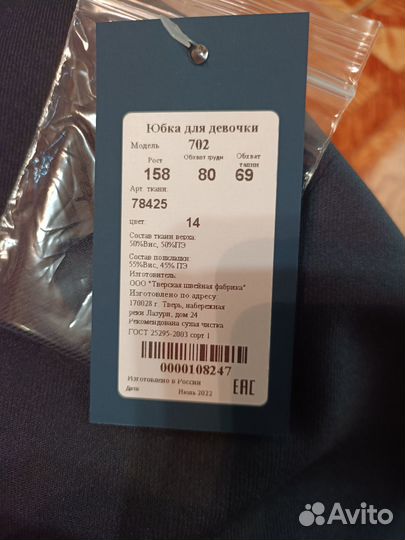 Юбка для девочки
Модель 702
Рост Обхват груди Обхват талии
158 80 69
Арт. ткани:
78425
цвет: 14
Состав ткани верха:
50%Вис, 50%ПЭ
Состав подкладки:
55%Вис, 45% ПЭ
Изготовитель:
ООО "Тверская швейная фабрика"
Изготовлено по адресу:
170028 г. Тверь, набережная
реки Лазури, дом 24
Рекомендована сухая чистка
ГОСТ 25295-2003 сорт 1
0000108247
Изготовлено в России
Дата: Июль 2022
EAC
Avito